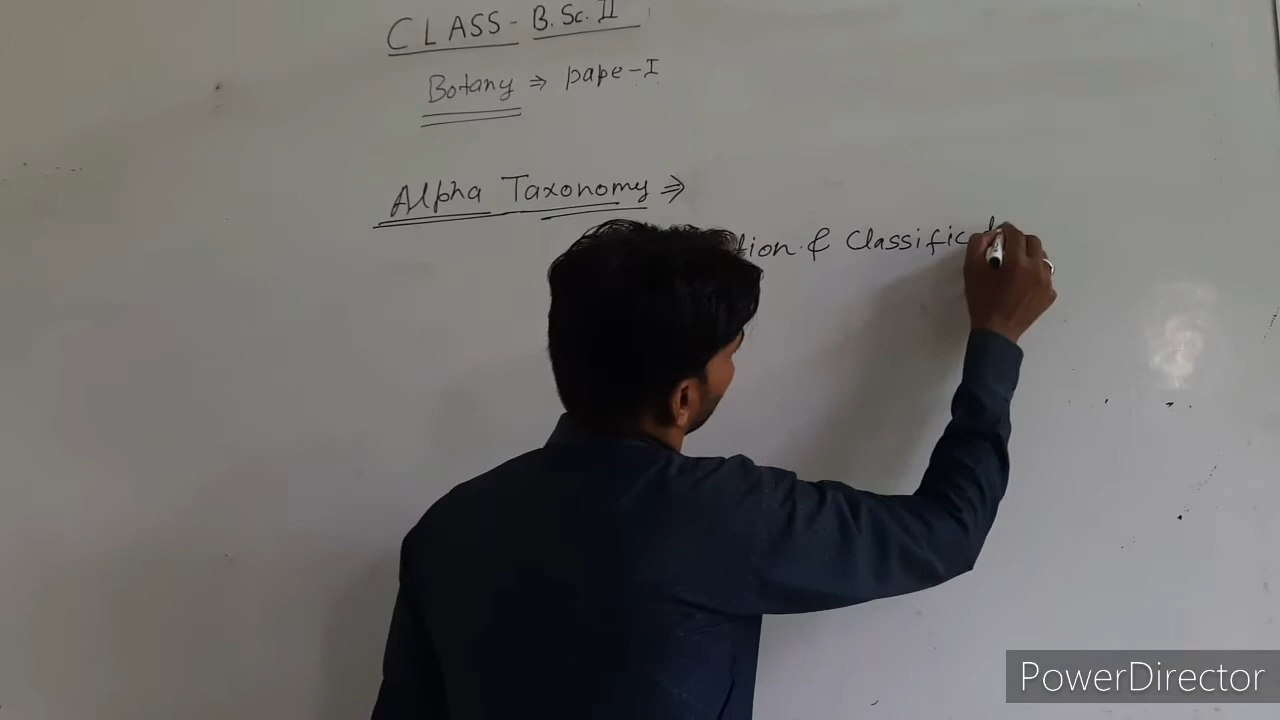 CLASS - B.Sc. II
Botany ⇒ pape-I
Alpha Taxonomy ⇒
tion & Classific
PowerDirector